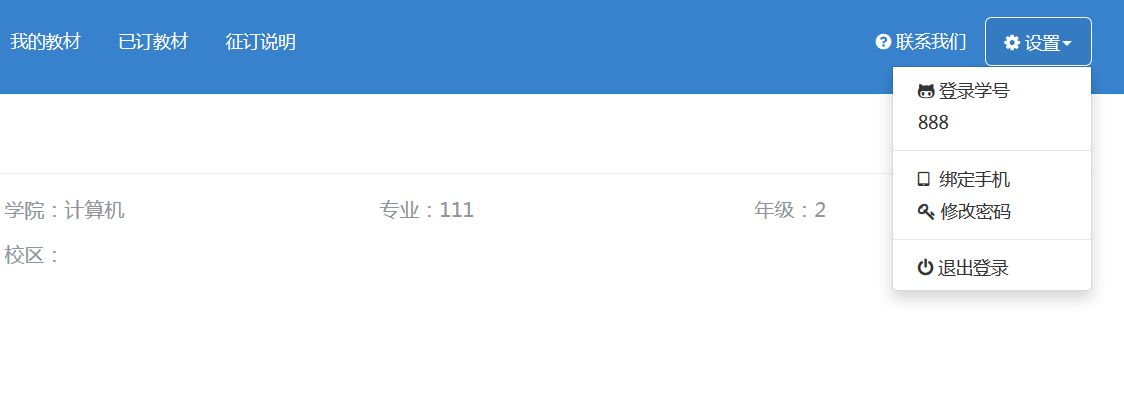 我的教材 已订教材 征订说明 联系我们 设置
登录学号
888
绑定手机
修改密码
退出登录
学院：计算机 专业：111 年级：2
校区：